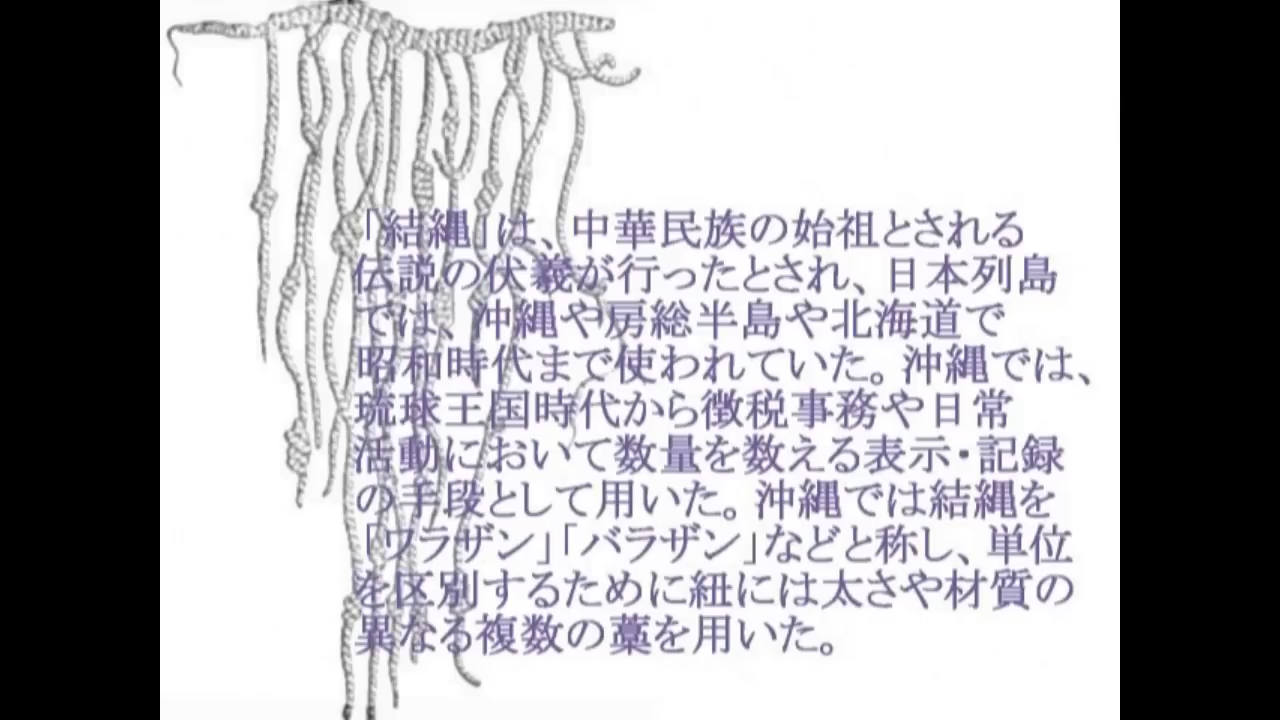 「結縄」は、中華民族の始祖とされる
伝説の伏羲が行ったとされ、日本列島
では、沖縄や房総半島や北海道で
昭和時代まで使われていた。沖縄では、
琉球王国時代から徴税事務や日常
活動において数量を数える表示・記録
の手段として用いた。沖縄では結縄を
「ワラザン」「バラザン」などと称し、単位
を区別するために紐には太さや材質の
異なる複数の藁を用いた。